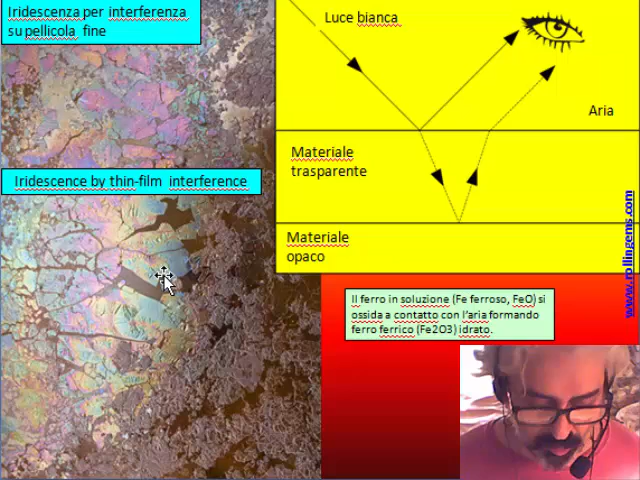 Iridescenza per interferenza
su pellicola fine
Luce bianca
Aria
Materiale
trasparente
Iridescence by thin-film interference
Materiale
opaco
www.rollingems.com
Il ferro in soluzione (Fe ferroso, FeO) si
ossida a contatto con l'aria formando
ferro ferrico (Fe2O3) idrato.